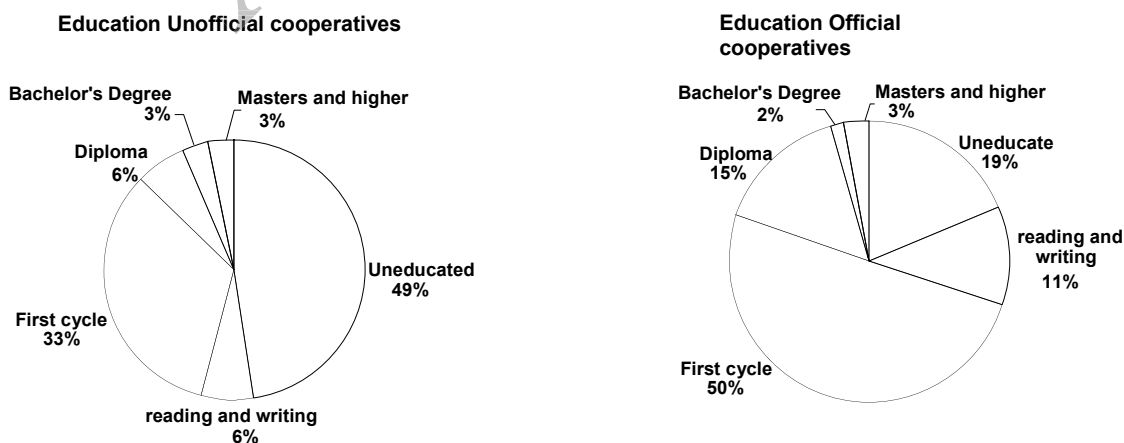 Education Unofficial cooperatives
Bachelor's Degree
3%
Masters and higher
3%
Diploma
6%
Uneducated
49%
First cycle
33%
reading and writing
6%
Education Official
cooperatives
Bachelor's Degree
2%
Masters and higher
3%
Diploma
15%
Uneducate
19%
reading and
writing
11%
First cycle
50%